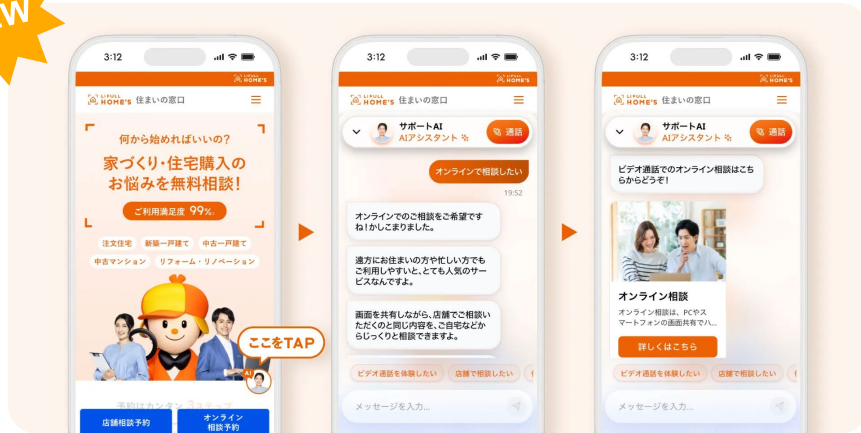 EW
3:12
LIFULL
HOME'S
LIFULL
HOME'S 住まいの窓口
何から始めればいいの?
家づくり・住宅購入の
お悩みを無料相談!
ご利用満足度 99%
注文住宅 新築一戸建て 中古一戸建て
中古マンション リフォーム・リノベーション
ここをTAP
AI
予約はカンタン 3ステップ
店舗相談予約
オンライン
相談予約
3:12
LIFULL
HOME'S
LIFULL
HOME'S 住まいの窓口
サポートAI
AIアシスタント
通話
オンラインで相談したい
19:52
オンラインでのご相談をご希望です
ね!かしこまりました。
遠方にお住まいの方や忙しい方でも
ご利用しやすいと、とても人気のサー
ビスなんですよ。
画面を共有しながら、店舗でご相談い
ただくのと同じ内容を、ご自宅などか
らじっくりと相談できますよ。
ビデオ通話を体験したい 店舗で相談したい
メッセージを入力...
3:12
LIFULL
HOME'S
LIFULL
HOME'S 住まいの窓口
サポートAI
AIアシスタント
通話
ビデオ通話でのオンライン相談はこち
らからどうぞ!
オンライン相談
オンライン相談は、PCやス
マートフォンの画面共有でハ...
詳しくはこちら
ビデオ通話を体験したい 店舗で相談したい
メッセージを入力...